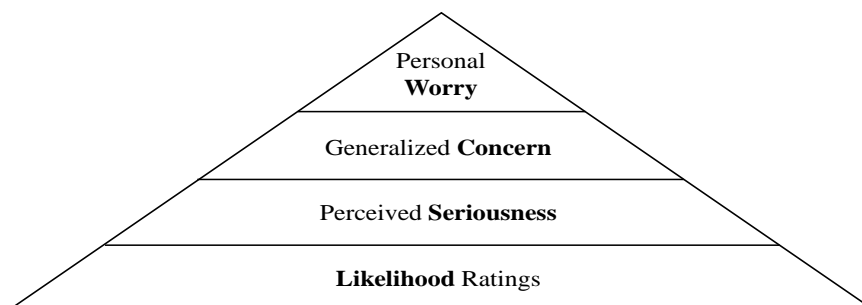 Personal
Worry
Generalized Concern
Perceived Seriousness
Likelihood Ratings